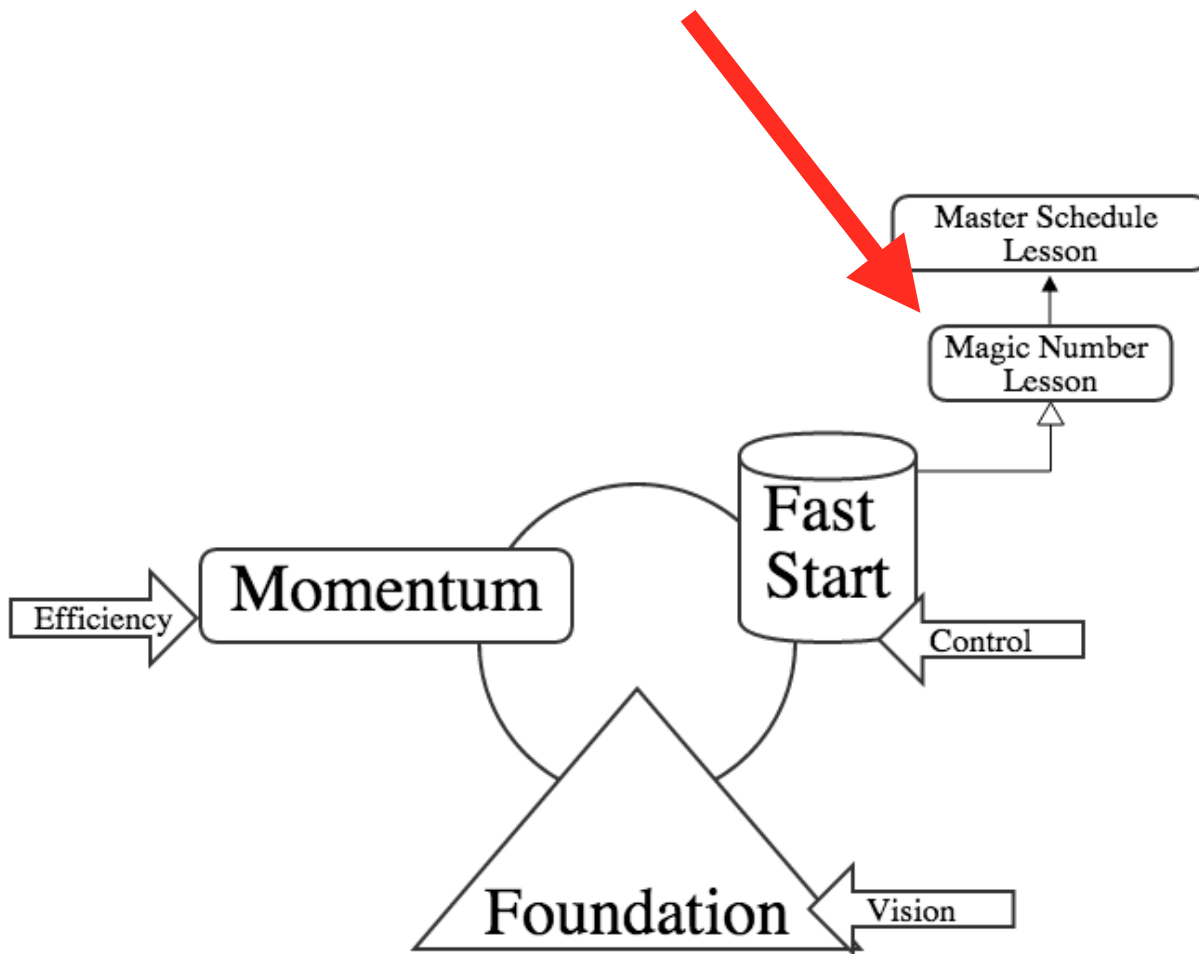 Master Schedule
Lesson
Magic Number
Lesson
Fast
Start
Momentum
Efficiency
Control
Foundation
Vision